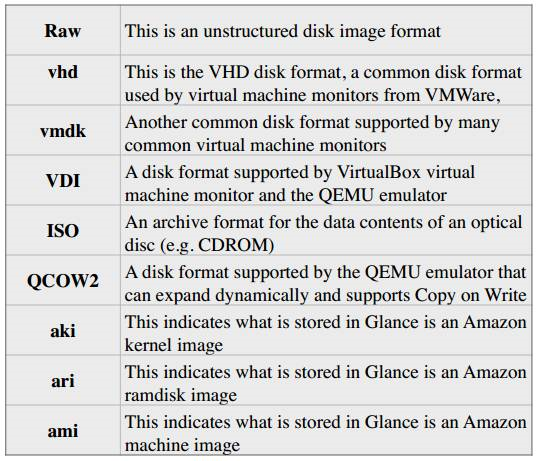 Raw
This is an unstructured disk image format
vhd
This is the VHD disk format, a common disk format
used by virtual machine monitors from VMWare,
vmdk
Another common disk format supported by many
common virtual machine monitors
VDI
A disk format supported by VirtualBox virtual
machine monitor and the QEMU emulator
ISO
An archive format for the data contents of an optical
disc (e.g. CDROM)
QCOW2
A disk format supported by the QEMU emulator that
can expand dynamically and supports Copy on Write
aki
This indicates what is stored in Glance is an Amazon
kernel image
ari
This indicates what is stored in Glance is an Amazon
ramdisk image
ami
This indicates what is stored in Glance is an Amazon
machine image